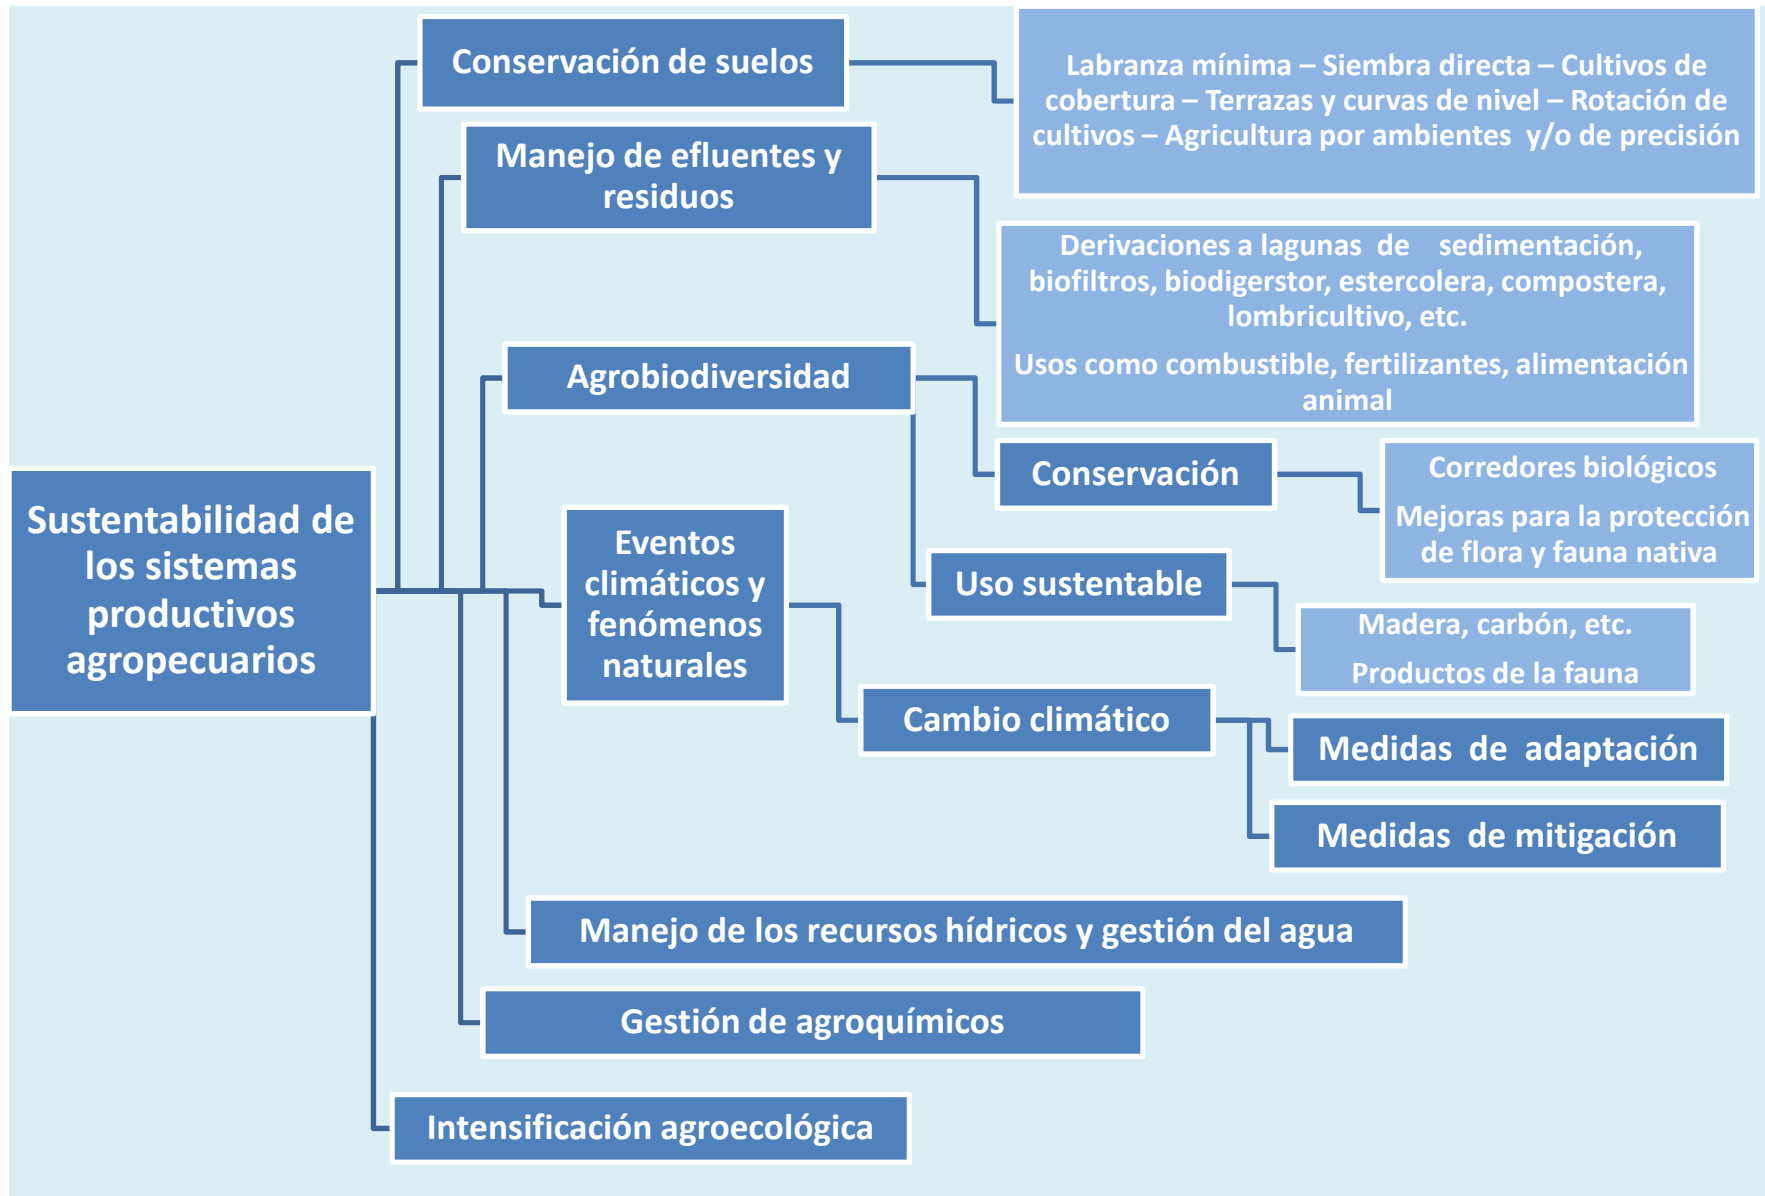 Conservación de suelos
Labranza mínima – Siembra directa – Cultivos de
cobertura – Terrazas y curvas de nivel – Rotación de
cultivos – Agricultura por ambientes y/o de precisión
Manejo de efluentes y
residuos
Derivaciones a lagunas de sedimentación,
biofiltros, biodigerstor, estercolera, compostera,
lombricultivo, etc.
Usos como combustible, fertilizantes, alimentación
animal
Agrobiodiversidad
Conservación
Corredores biológicos
Mejoras para la protección
de flora y fauna nativa
Uso sustentable
Madera, carbón, etc.
Productos de la fauna
Sustentabilidad de
los sistemas
productivos
agropecuarios
Eventos
climáticos y
fenómenos
naturales
Cambio climático
Medidas de adaptación
Medidas de mitigación
Manejo de los recursos hídricos y gestión del agua
Gestión de agroquímicos
Intensificación agroecológica